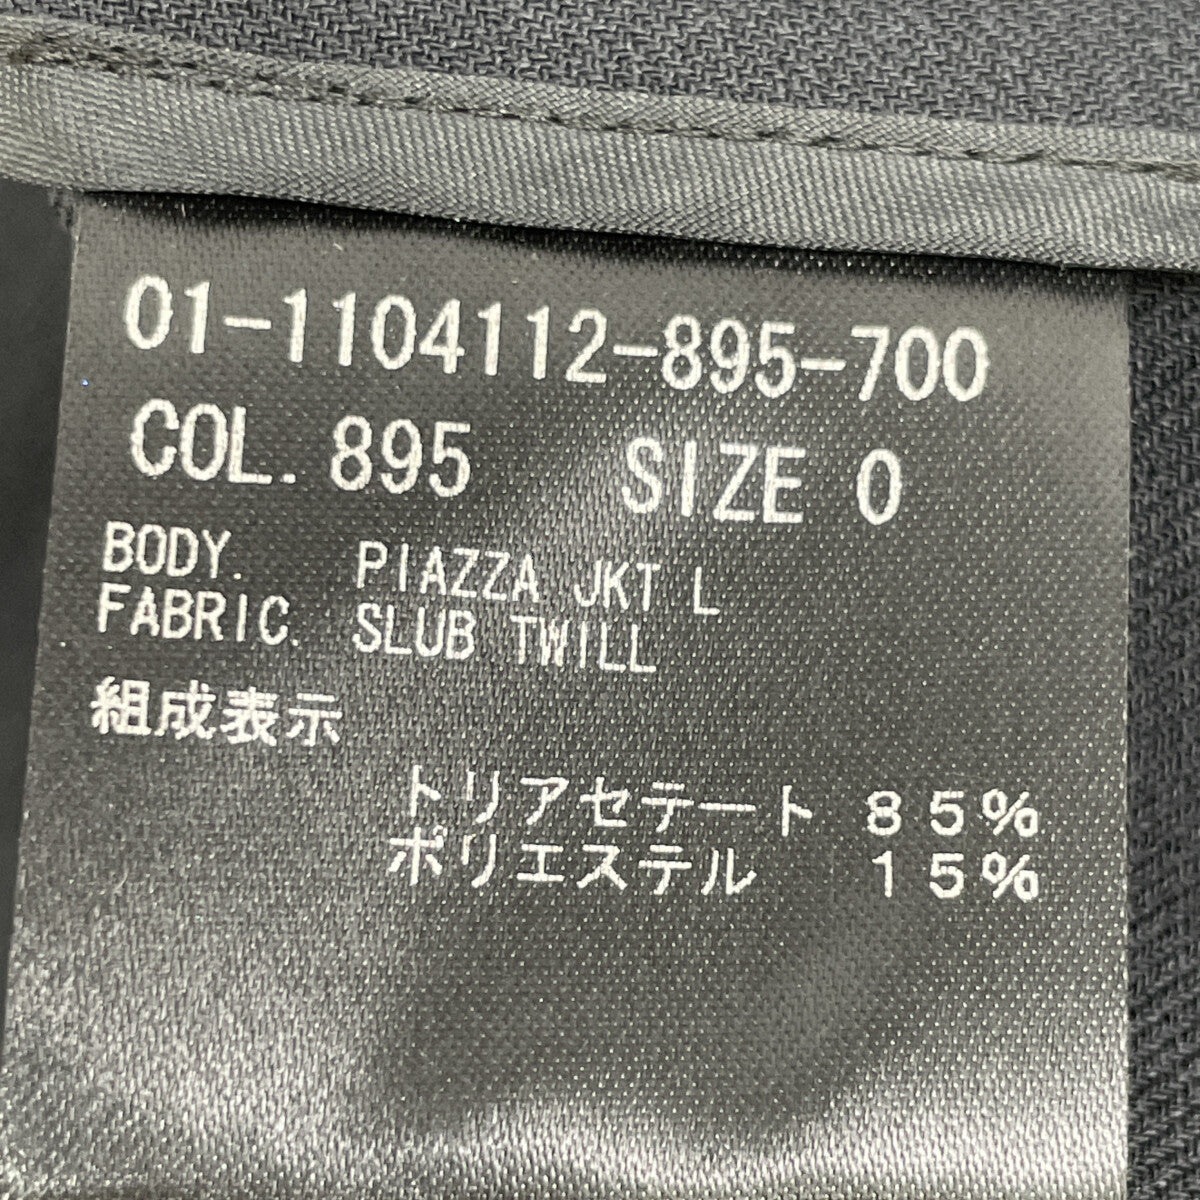 01-1104112-895-700
COL. 895 SIZE 0
BODY. PIAZZA JKT L
FABRIC. SLUB TWILL
組成表示
トリアセテート 85%
ポリエステル 15%